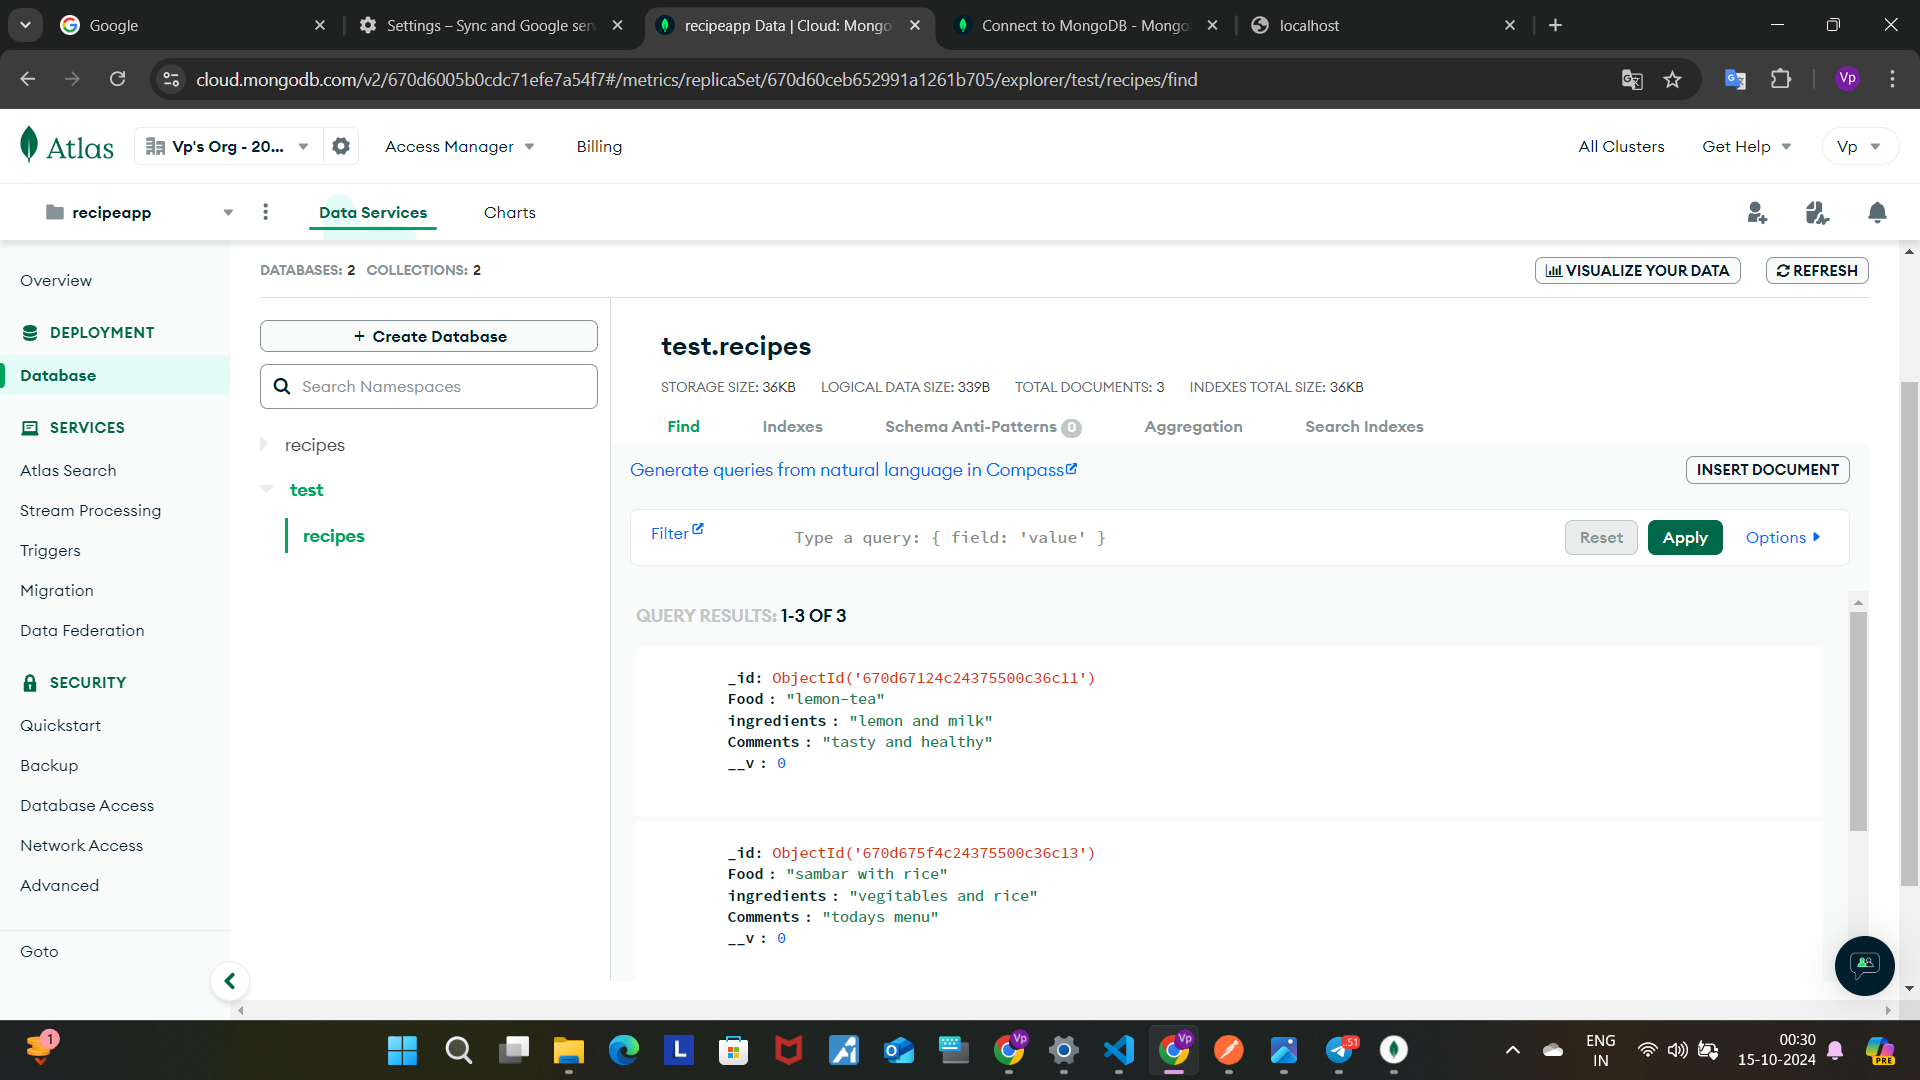 Google
Settings – Sync and Google ser
recipeapp Data | Cloud: Mongo
Connect to MongoDB - Mongo
localhost
cloud.mongodb.com/v2/670d6005b0cdc71efe7a54f7#/metrics/replicaSet/670d60ceb652991a1261b705/explorer/test/recipes/find
Vp
Atlas
Vp's Org - 20...
Access Manager
Billing
All Clusters
Get Help
Vp
recipeapp
Data Services
Charts
Overview
DEPLOYMENT
Database
SERVICES
Atlas Search
Stream Processing
Triggers
Migration
Data Federation
SECURITY
Quickstart
Backup
Database Access
Network Access
Advanced
Goto
DATABASES: 2 COLLECTIONS: 2
VISUALIZE YOUR DATA
REFRESH
+ Create Database
Search Namespaces
recipes
test
recipes
test.recipes
STORAGE SIZE: 36KB LOGICAL DATA SIZE: 339B TOTAL DOCUMENTS: 3 INDEXES TOTAL SIZE: 36KB
Find Indexes Schema Anti-Patterns 0 Aggregation Search Indexes
Generate queries from natural language in Compass
INSERT DOCUMENT
Filter
Type a query: { field: 'value' }
Reset
Apply
Options
QUERY RESULTS: 1-3 OF 3
_id: ObjectId('670d67124c24375500c36c11')
Food : "lemon-tea"
ingredients : "lemon and milk"
Comments : "tasty and healthy"
__v : 0
_id: ObjectId('670d675f4c24375500c36c13')
Food : "sambar with rice"
ingredients : "vegitables and rice"
Comments : "todays menu"
__v : 0
1
L
Vp
Vp
51
ENG
IN
00:30
15-10-2024
PRE